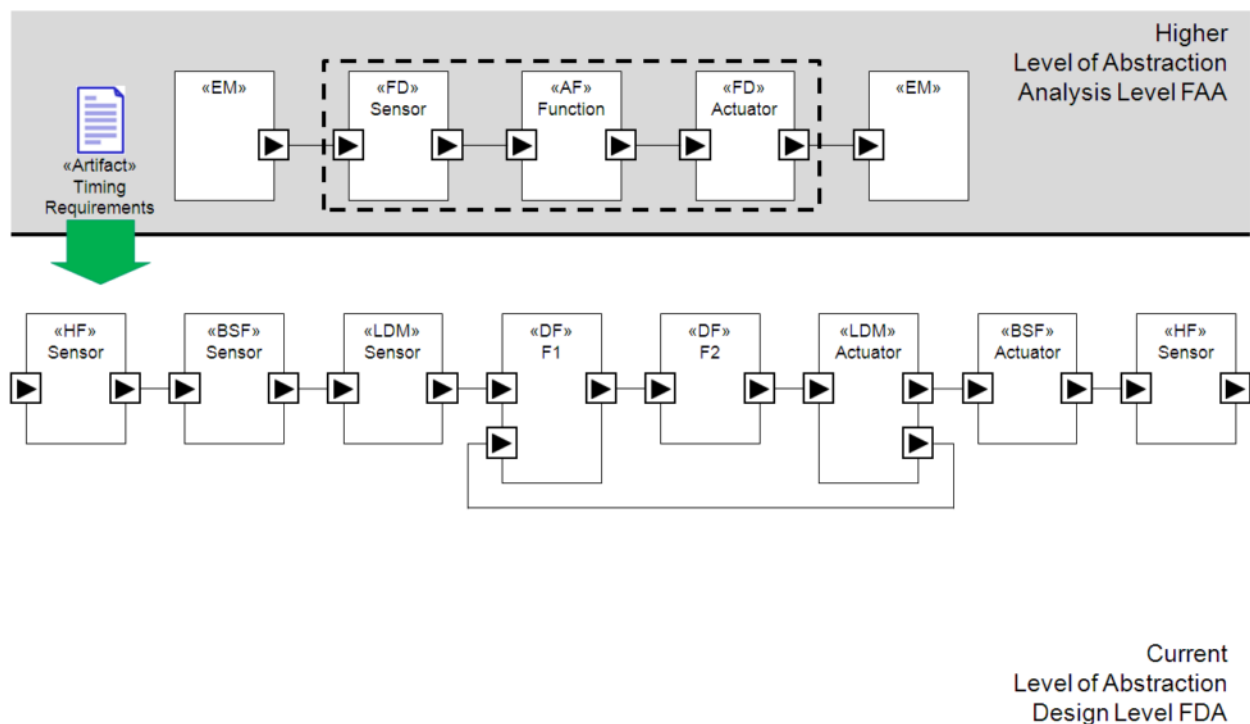 Higher
Level of Abstraction
Analysis Level FAA
«EM»
«FD»
Sensor
«AF»
Function
«FD»
Actuator
«EM»
«Artifact»
Timing
Requirements
«HF»
Sensor
«BSF»
Sensor
«LDM»
Sensor
«DF»
F1
«DF»
F2
«LDM»
Actuator
«BSF»
Actuator
«HF»
Sensor
Current
Level of Abstraction
Design Level FDA